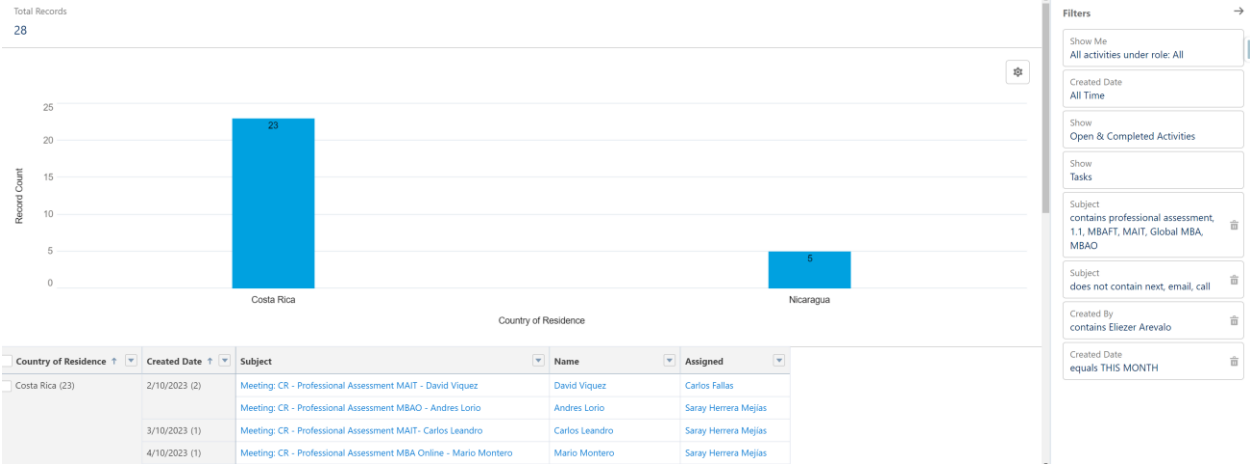 Total Records
28
Record Count
25
20
15
10
5
0
23
5
Costa Rica
Nicaragua
Country of Residence
Country of Residence ↑ Created Date ↑ Subject Name Assigned
Costa Rica (23) 2/10/2023 (2) Meeting: CR - Professional Assessment MAIT - David Viquez David Viquez Carlos Fallas
Meeting: CR - Professional Assessment MBAO - Andres Lorio Andres Lorio Saray Herrera Mejías
3/10/2023 (1) Meeting: CR - Professional Assessment MAIT- Carlos Leandro Carlos Leandro Saray Herrera Mejías
4/10/2023 (1) Meeting: CR - Professional Assessment MBA Online - Mario Montero Mario Montero Saray Herrera Mejías
Filters →
Show Me
All activities under role: All
Created Date
All Time
Show
Open & Completed Activities
Show
Tasks
Subject
contains professional assessment,
1.1, MBAFT, MAIT, Global MBA,
MBAO
Subject
does not contain next, email, call
Created By
contains Eliezer Arevalo
Created Date
equals THIS MONTH